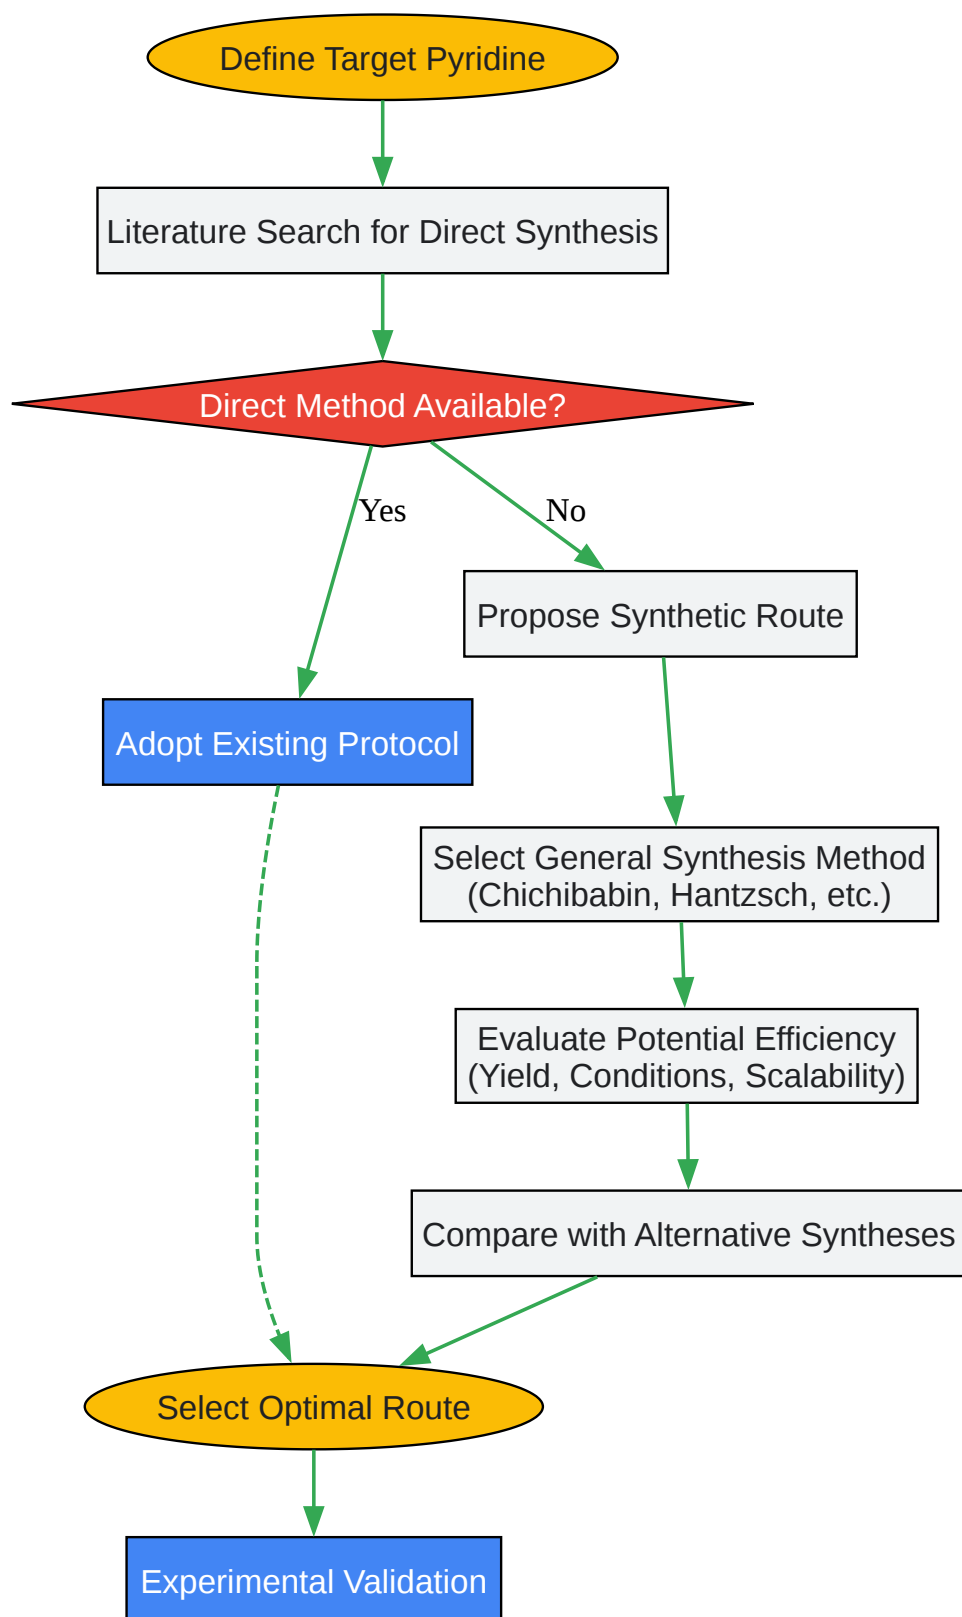 Define Target Pyridine
Literature Search for Direct Synthesis
Direct Method Available?
Yes
No
Propose Synthetic Route
Adopt Existing Protocol
Select General Synthesis Method
(Chichibabin, Hantzsch, etc.)
Evaluate Potential Efficiency
(Yield, Conditions, Scalability)
Compare with Alternative Syntheses
Select Optimal Route
Experimental Validation